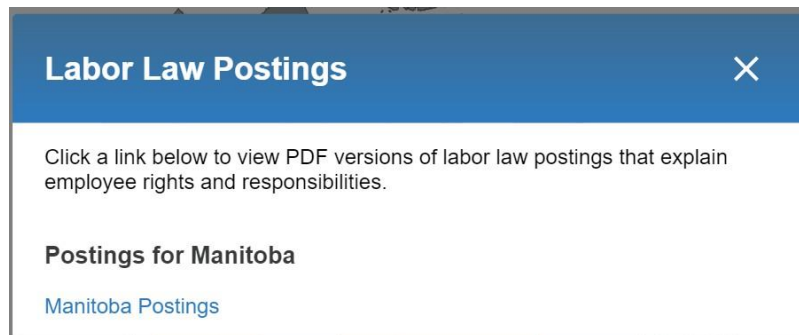 Labor Law Postings
Click a link below to view PDF versions of labor law postings that explain
employee rights and responsibilities.
Postings for Manitoba
Manitoba Postings